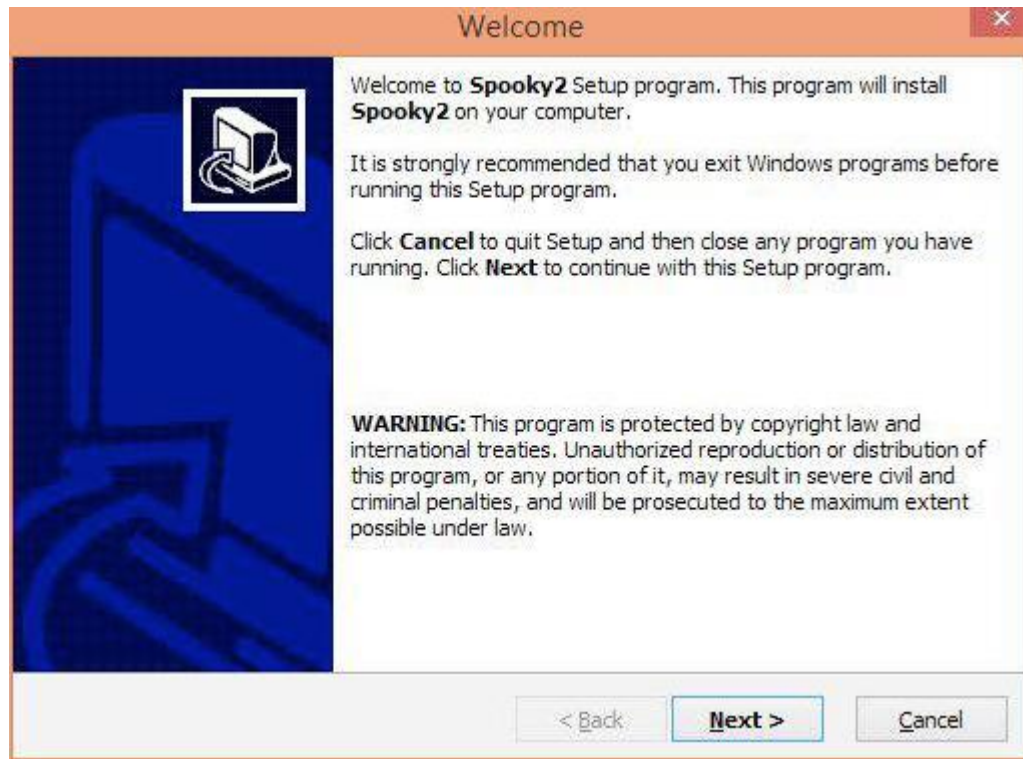 Welcome
Welcome to Spooky2 Setup program. This program will install
Spooky2 on your computer.
It is strongly recommended that you exit Windows programs before
running this Setup program.
Click Cancel to quit Setup and then close any program you have
running. Click Next to continue with this Setup program.
WARNING: This program is protected by copyright law and
international treaties. Unauthorized reproduction or distribution of
this program, or any portion of it, may result in severe civil and
criminal penalties, and will be prosecuted to the maximum extent
possible under law.
< Back Next > Cancel